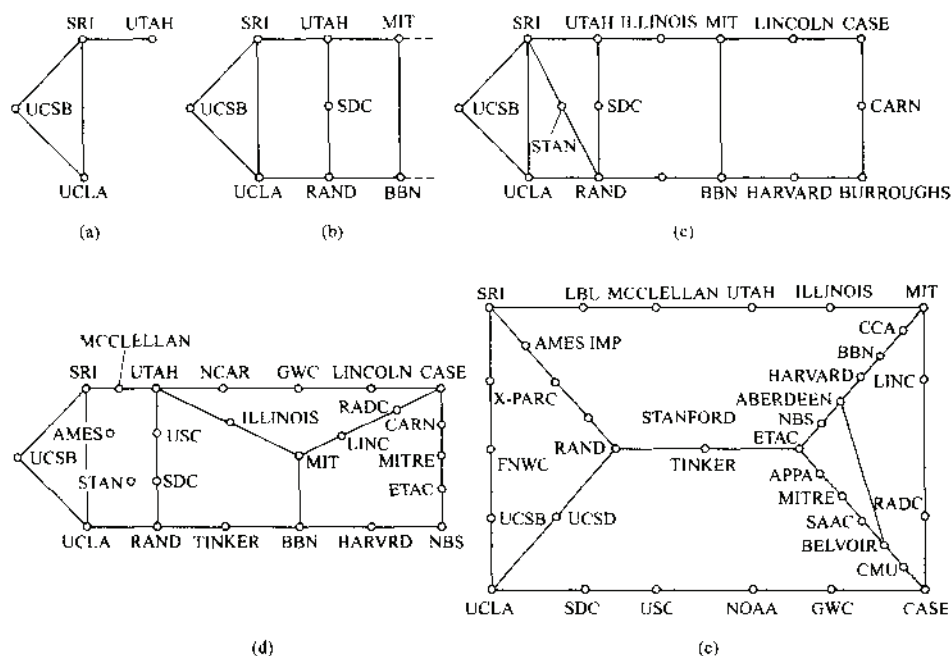 SRI UTAH
UCSB
UCLA
(a)
SRI UTAH MIT
UCSB SDC
UCLA RAND BBN
(b)
SRI UTAH ILLINOIS MIT LINCOLN CASE
UCSB SDC CARN
STAN
UCLA RAND BBN HARVARD BURROUGHS
(c)
MCCLELLAN
SRI UTAH NCAR GWC LINCOLN CASE
RADC
ILLINOIS CARN
AMES USC LINC
UCSB MIT MITRE
STAN SDC ETAC
UCLA RAND TINKER BBN HARVRD NBS
(d)
SRI LBL MCCLELLAN UTAH ILLINOIS MIT
CCA
AMES IMP BBN
HARVARD LINC
X-PARC ABERDEEN
STANFORD NBS
RAND ETAC
FNWC TINKER
APPA
MITRE RADC
UCSB UCSD SAAC
BELVOIR
CMU
UCLA SDC USC NOAA GWC CASE
(e)